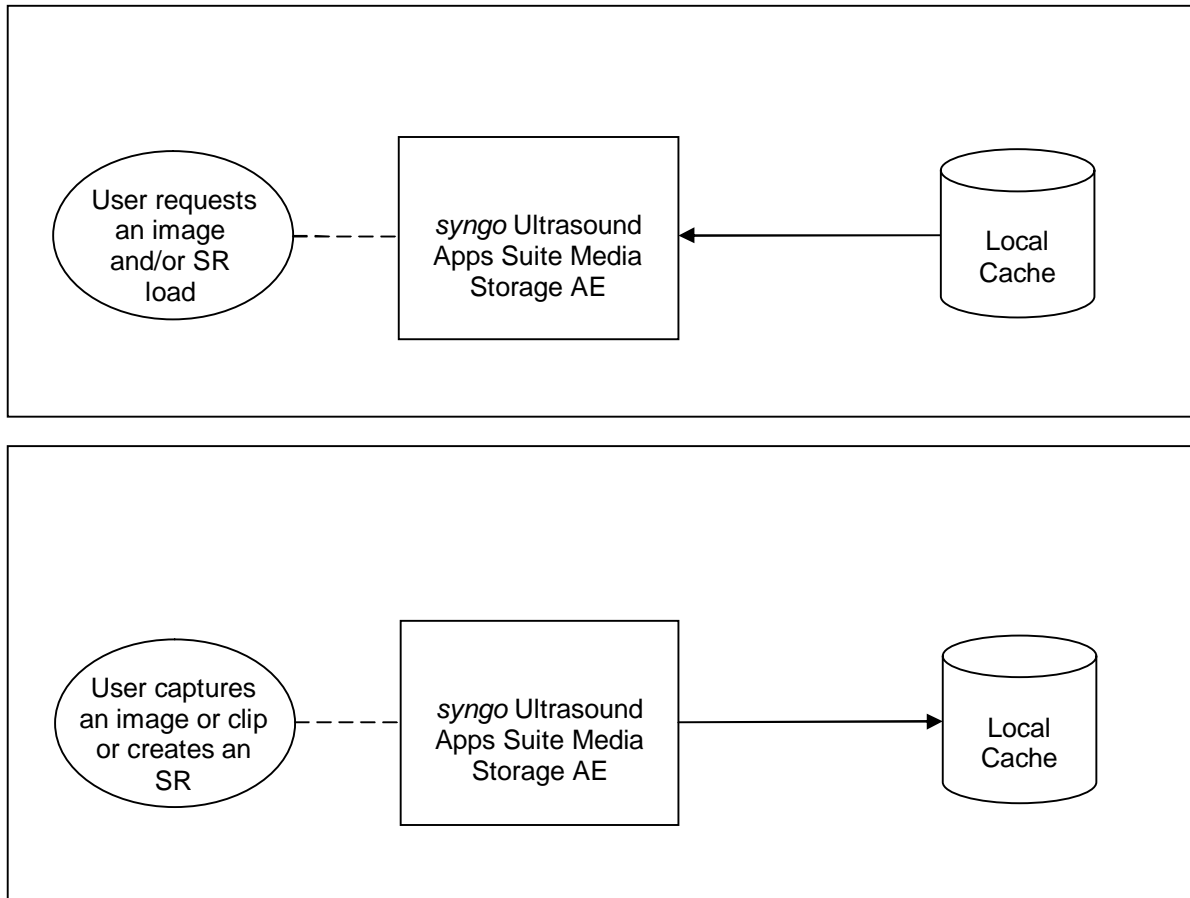 User requests
an image
and/or SR
load
syngo Ultrasound
Apps Suite Media
Storage AE
Local
Cache
User captures
an image or clip
or creates an
SR
syngo Ultrasound
Apps Suite Media
Storage AE
Local
Cache